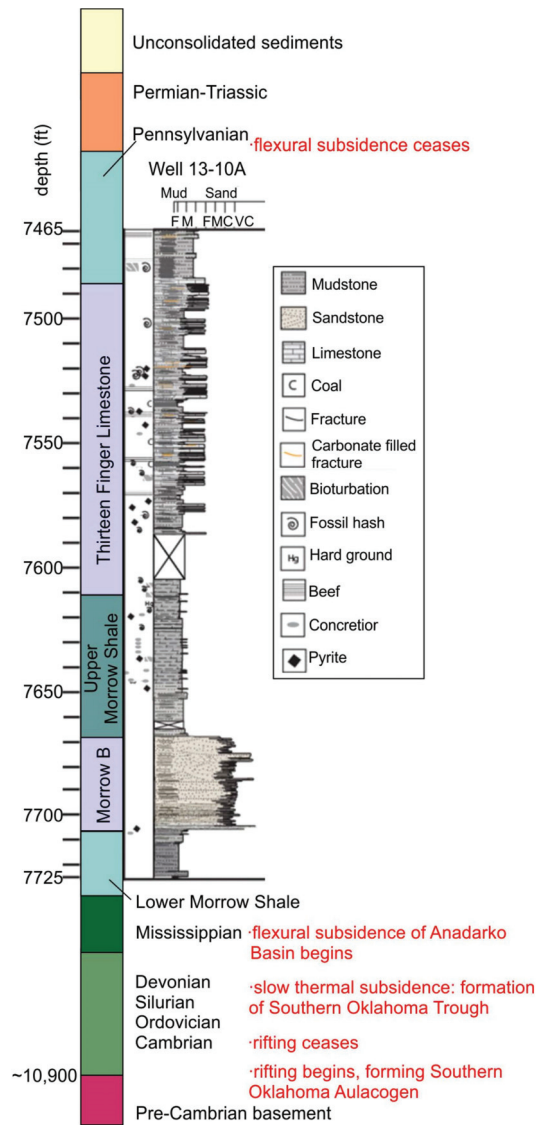 Unconsolidated sediments
Permian-Triassic
Pennsylvanian
·flexural subsidence ceases
depth (ft)
Well 13-10A
Mud Sand
F M FMC VC
7465
7500
7550
7600
7650
7700
7725
Thirteen Finger Limestone
Upper
Morrow Shale
Morrow B
Mudstone
Sandstone
Limestone
C Coal
Fracture
Carbonate filled
fracture
Bioturbation
Fossil hash
Hg Hard ground
Beef
Concretior
Pyrite
Hg
Lower Morrow Shale
Mississippian
·flexural subsidence of Anadarko
Basin begins
Devonian
Silurian
Ordovician
Cambrian
·slow thermal subsidence: formation
of Southern Oklahoma Trough
·rifting ceases
~10,900
·rifting begins, forming Southern
Oklahoma Aulacogen
Pre-Cambrian basement